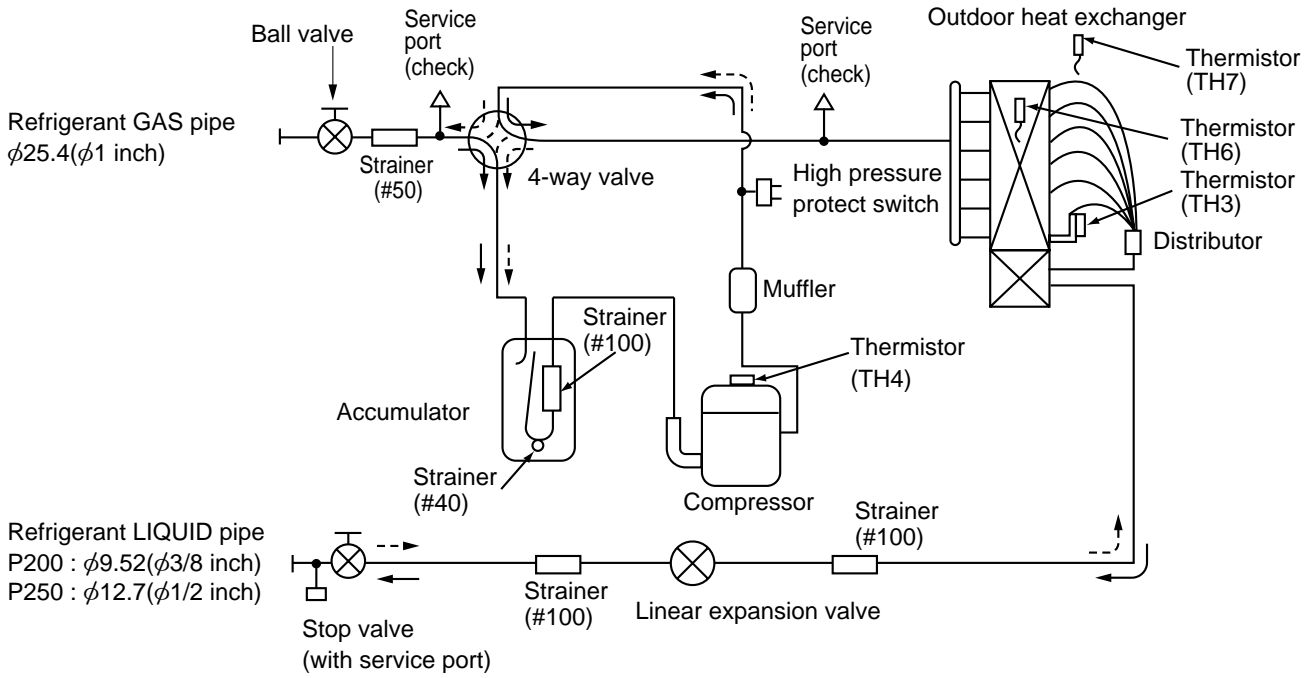 Ball valve
Service
port
(check)
Service
port
(check)
Outdoor heat exchanger
Thermistor
(TH7)
Refrigerant GAS pipe
ϕ25.4(ϕ1 inch)
Strainer
(#50)
4-way valve
High pressure
protect switch
Thermistor
(TH6)
Thermistor
(TH3)
Distributor
Muffler
Strainer
(#100)
Thermistor
(TH4)
Accumulator
Strainer
(#40)
Compressor
Refrigerant LIQUID pipe
P200 : ϕ9.52(ϕ3/8 inch)
P250 : ϕ12.7(ϕ1/2 inch)
Strainer
(#100)
Strainer
(#100)
Linear expansion valve
Stop valve
(with service port)